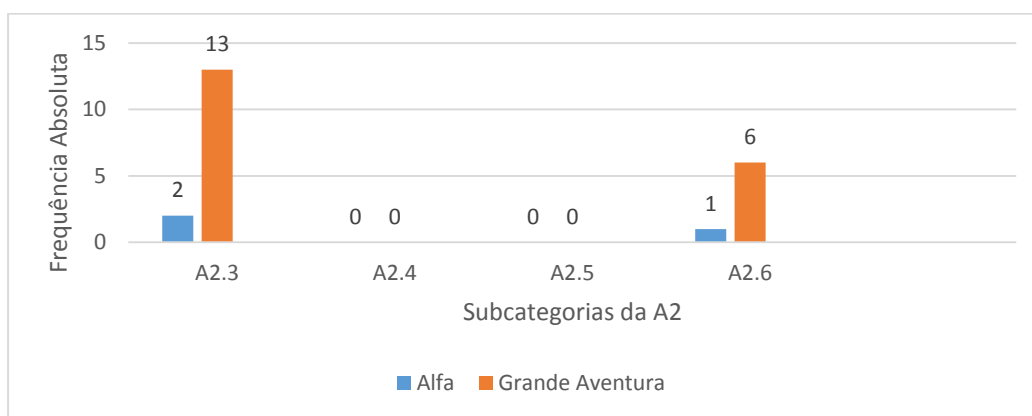 Frequência Absoluta
15
10
5
0
2
13
0 0
0 0
1
6
A2.3 A2.4 A2.5 A2.6
Subcategorias da A2
Alfa Grande Aventura